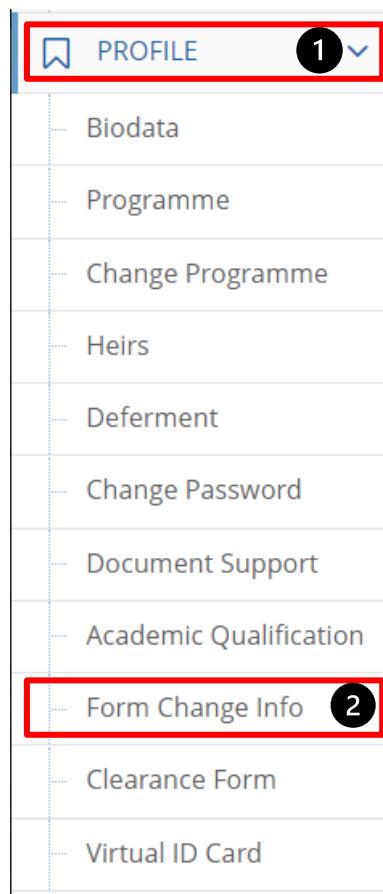 PROFILE 1
Biodata
Programme
Change Programme
Heirs
Deferment
Change Password
Document Support
Academic Qualification
Form Change Info 2
Clearance Form
Virtual ID Card